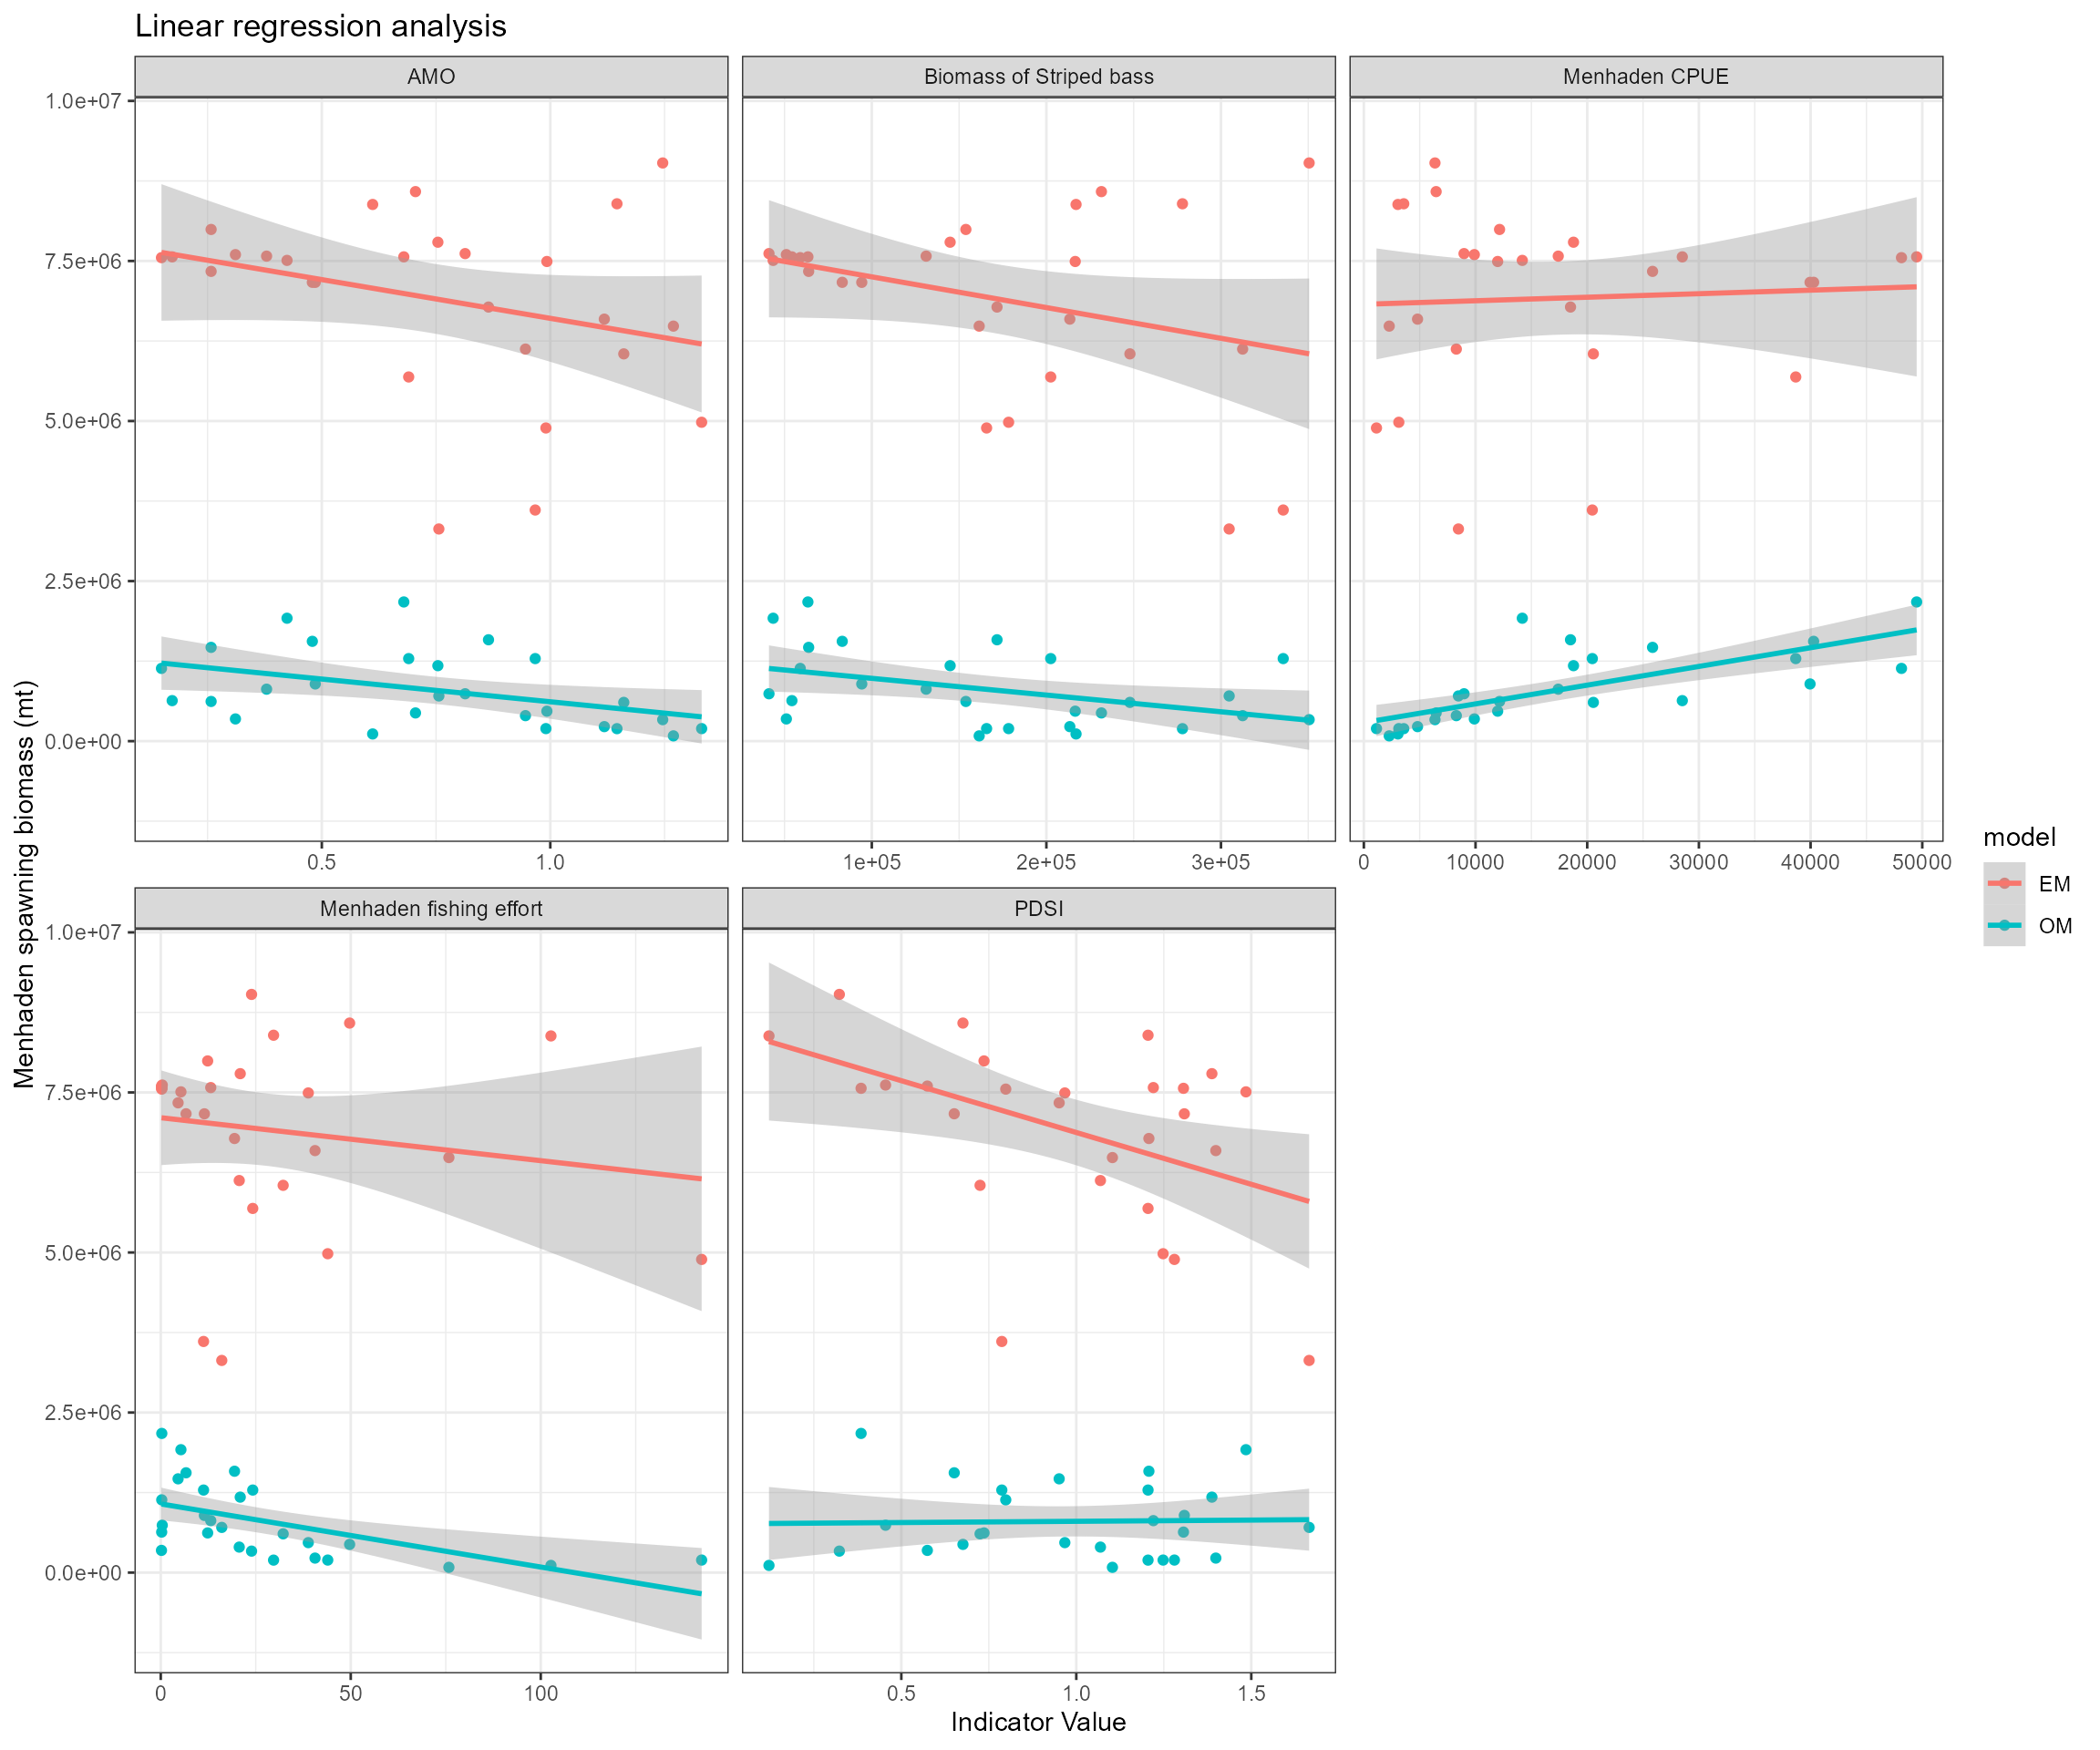 Linear regression analysis
AMO
Biomass of Striped bass
Menhaden CPUE
1.0e+07
7.5e+06
5.0e+06
2.5e+06
0.0e+00
0.5 1.0
1e+05 2e+05 3e+05
0 10000 20000 30000 40000 50000
Menhaden spawning biomass (mt)
model
EM
OM
Menhaden fishing effort
PDSI
1.0e+07
7.5e+06
5.0e+06
2.5e+06
0.0e+00
0 50 100
0.5 1.0 1.5
Indicator Value